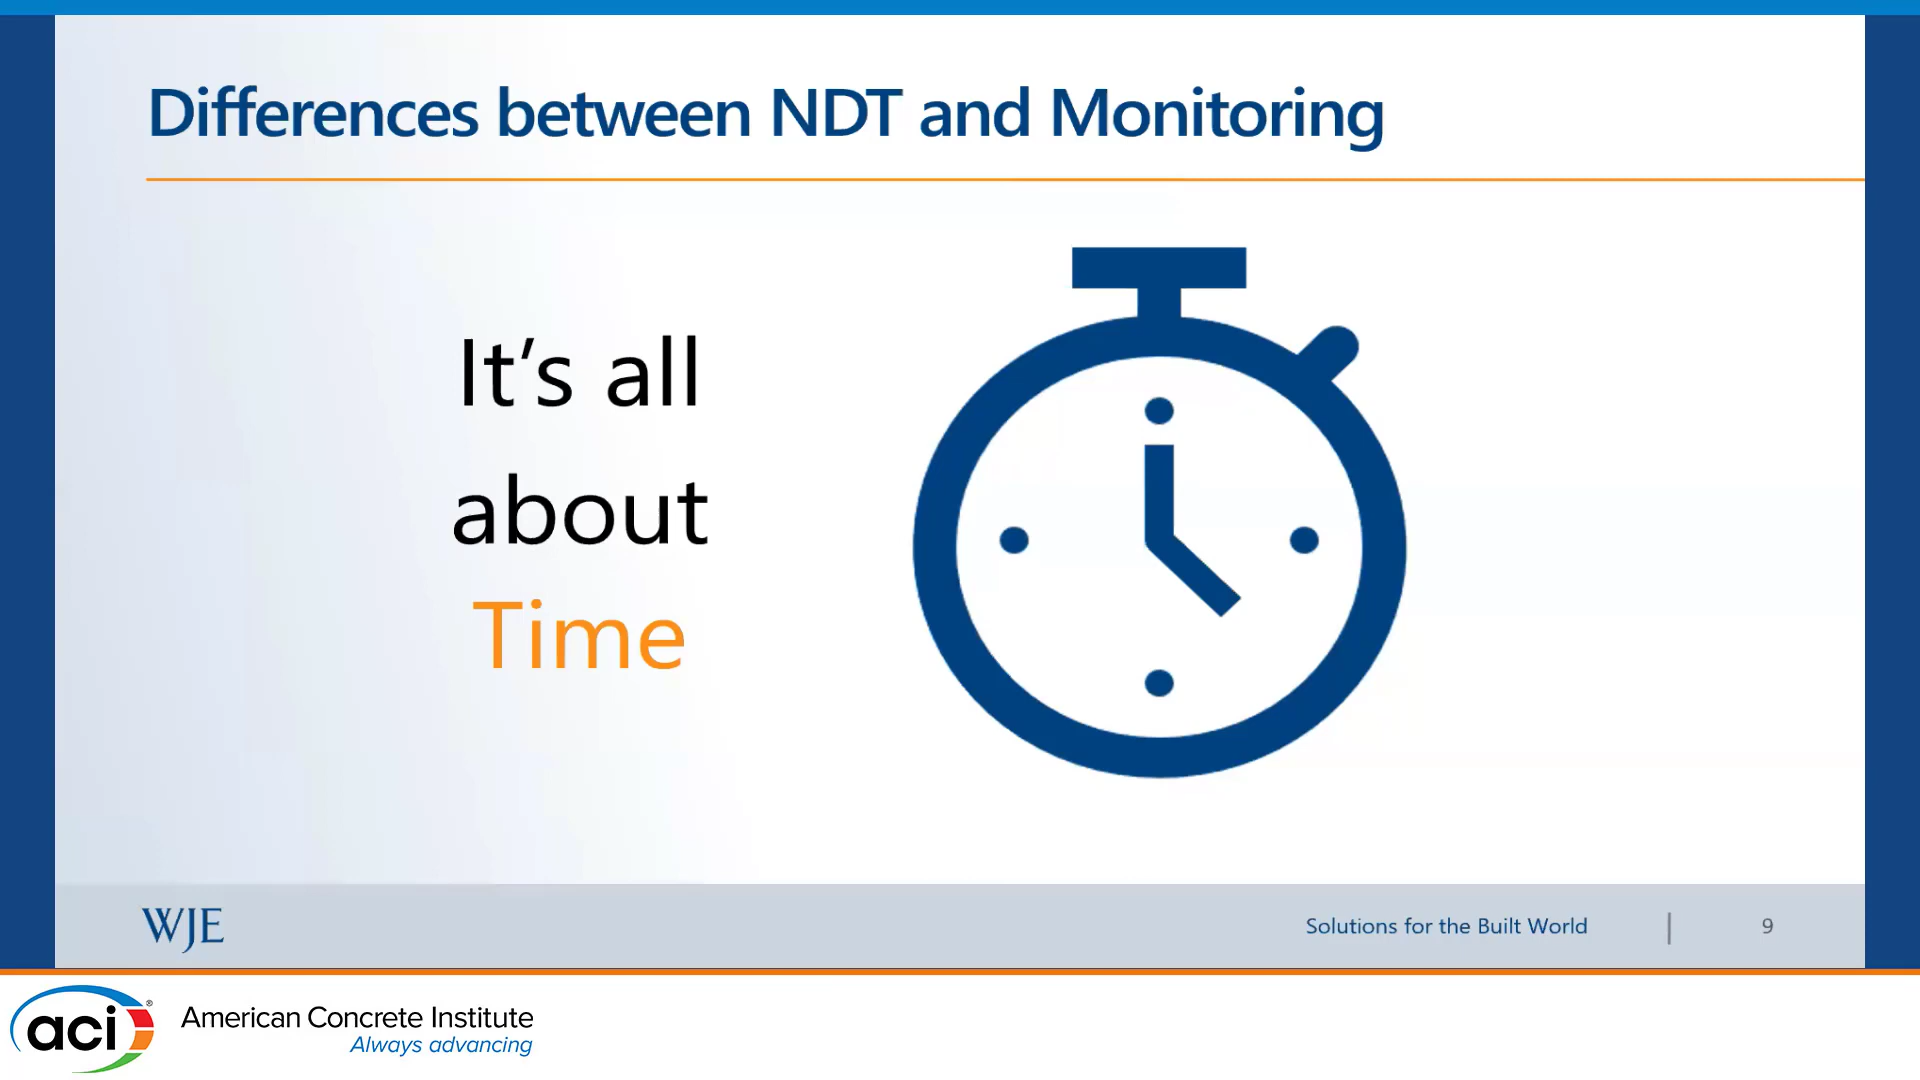 Differences between NDT and Monitoring
It’s all
about
Time
WJE
Solutions for the Built World | 9
aci®
American Concrete Institute
Always advancing